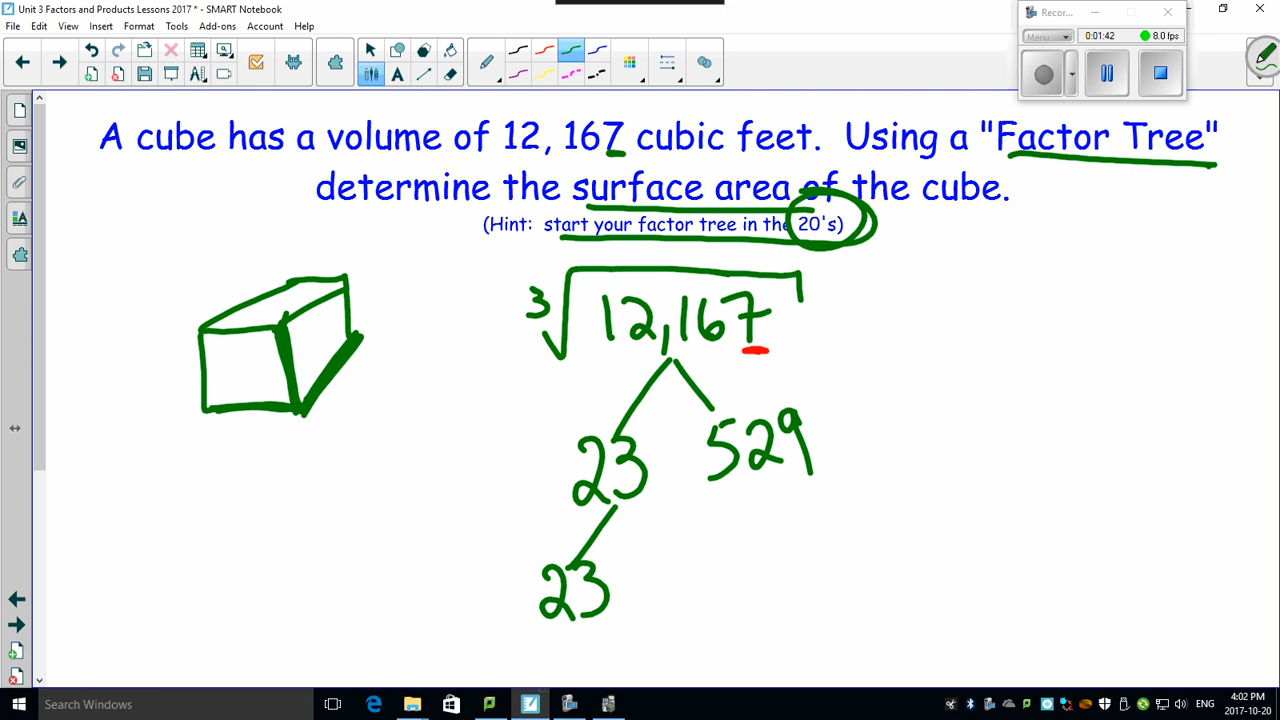 Unit 3 Factors and Products Lessons 2017 * - SMART Notebook
File Edit View Insert Format Tools Add-ons Account Help
Recor...
Menu 0:01:42 8.0 fps
A cube has a volume of 12, 167 cubic feet. Using a "Factor Tree"
determine the surface area of the cube.
(Hint: start your factor tree in the 20's)
3 12,167
23 529
23
Search Windows
ENG
4:02 PM
2017-10-20